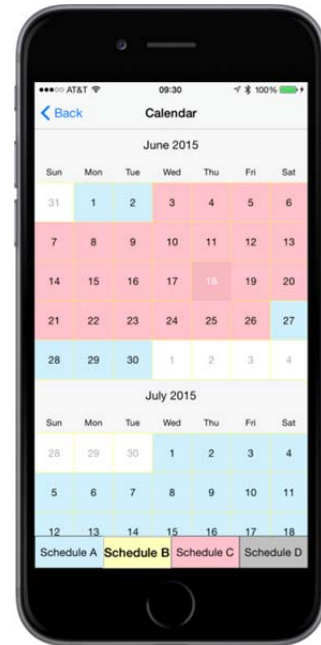 AT&T 09:30 100%
Back Calendar
June 2015
Sun Mon Tue Wed Thu Fri Sat
31 1 2 3 4 5 6
7 8 9 10 11 12 13
14 15 16 17 18 19 20
21 22 23 24 25 26 27
28 29 30 1 2 3 4
July 2015
Sun Mon Tue Wed Thu Fri Sat
28 29 30 1 2 3 4
5 6 7 8 9 10 11
12 13 14 15 16 17 18
Schedule A Schedule B Schedule C Schedule D